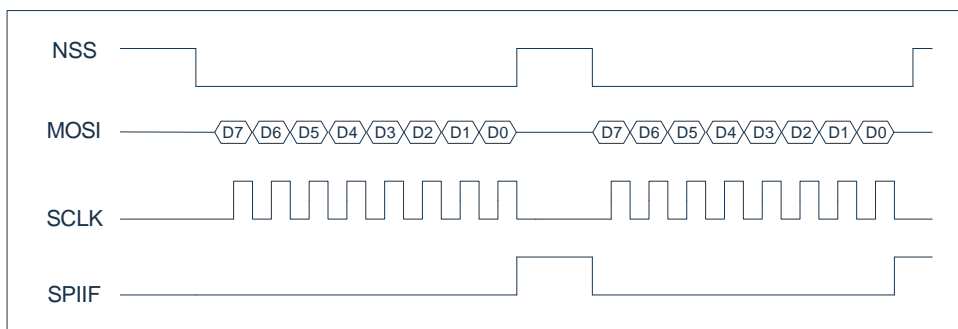 NSS
MOSI D7 D6 D5 D4 D3 D2 D1 D0 D7 D6 D5 D4 D3 D2 D1 D0
SCLK
SPIIF